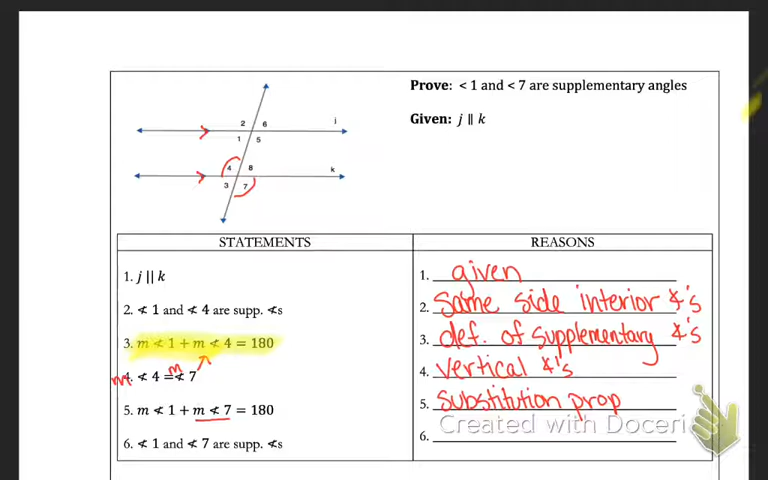 Prove: < 1 and < 7 are supplementary angles
Given: j || k
2 6 j
1 5
4 8 k
3 7
STATEMENTS REASONS
1. j || k 1. given
2. ∢ 1 and ∢ 4 are supp. ∢s 2. Same side interior ∢'s
3. m ∢ 1 + m ∢ 4 = 180 3. def. of supplementary ∢'s
4. m ∢ 4 = m ∢ 7 4. vertical ∢'s
5. m ∢ 1 + m ∢ 7 = 180 5. substitution prop
Created with Doceri
6. ∢ 1 and ∢ 7 are supp. ∢s 6.